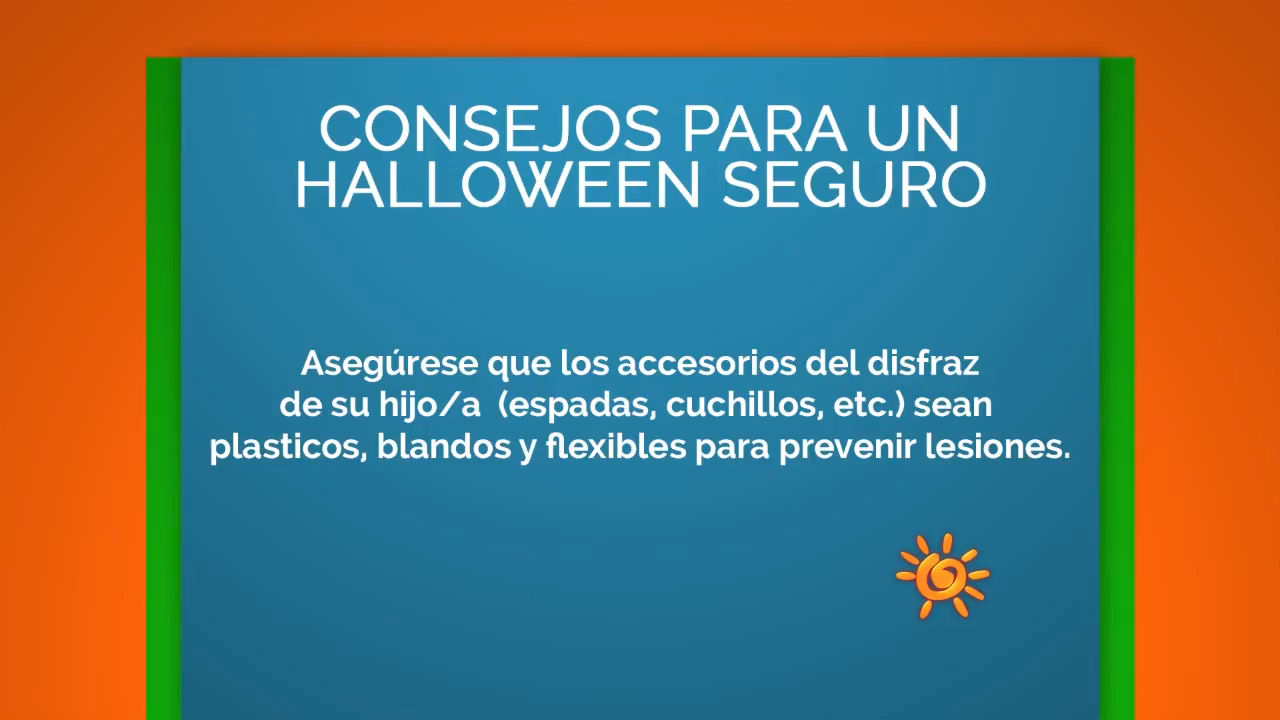 CONSEJOS PARA UN
HALLOWEEN SEGURO
Asegúrese que los accesorios del disfraz
de su hijo/a (espadas, cuchillos, etc.) sean
plasticos, blandos y flexibles para prevenir lesiones.